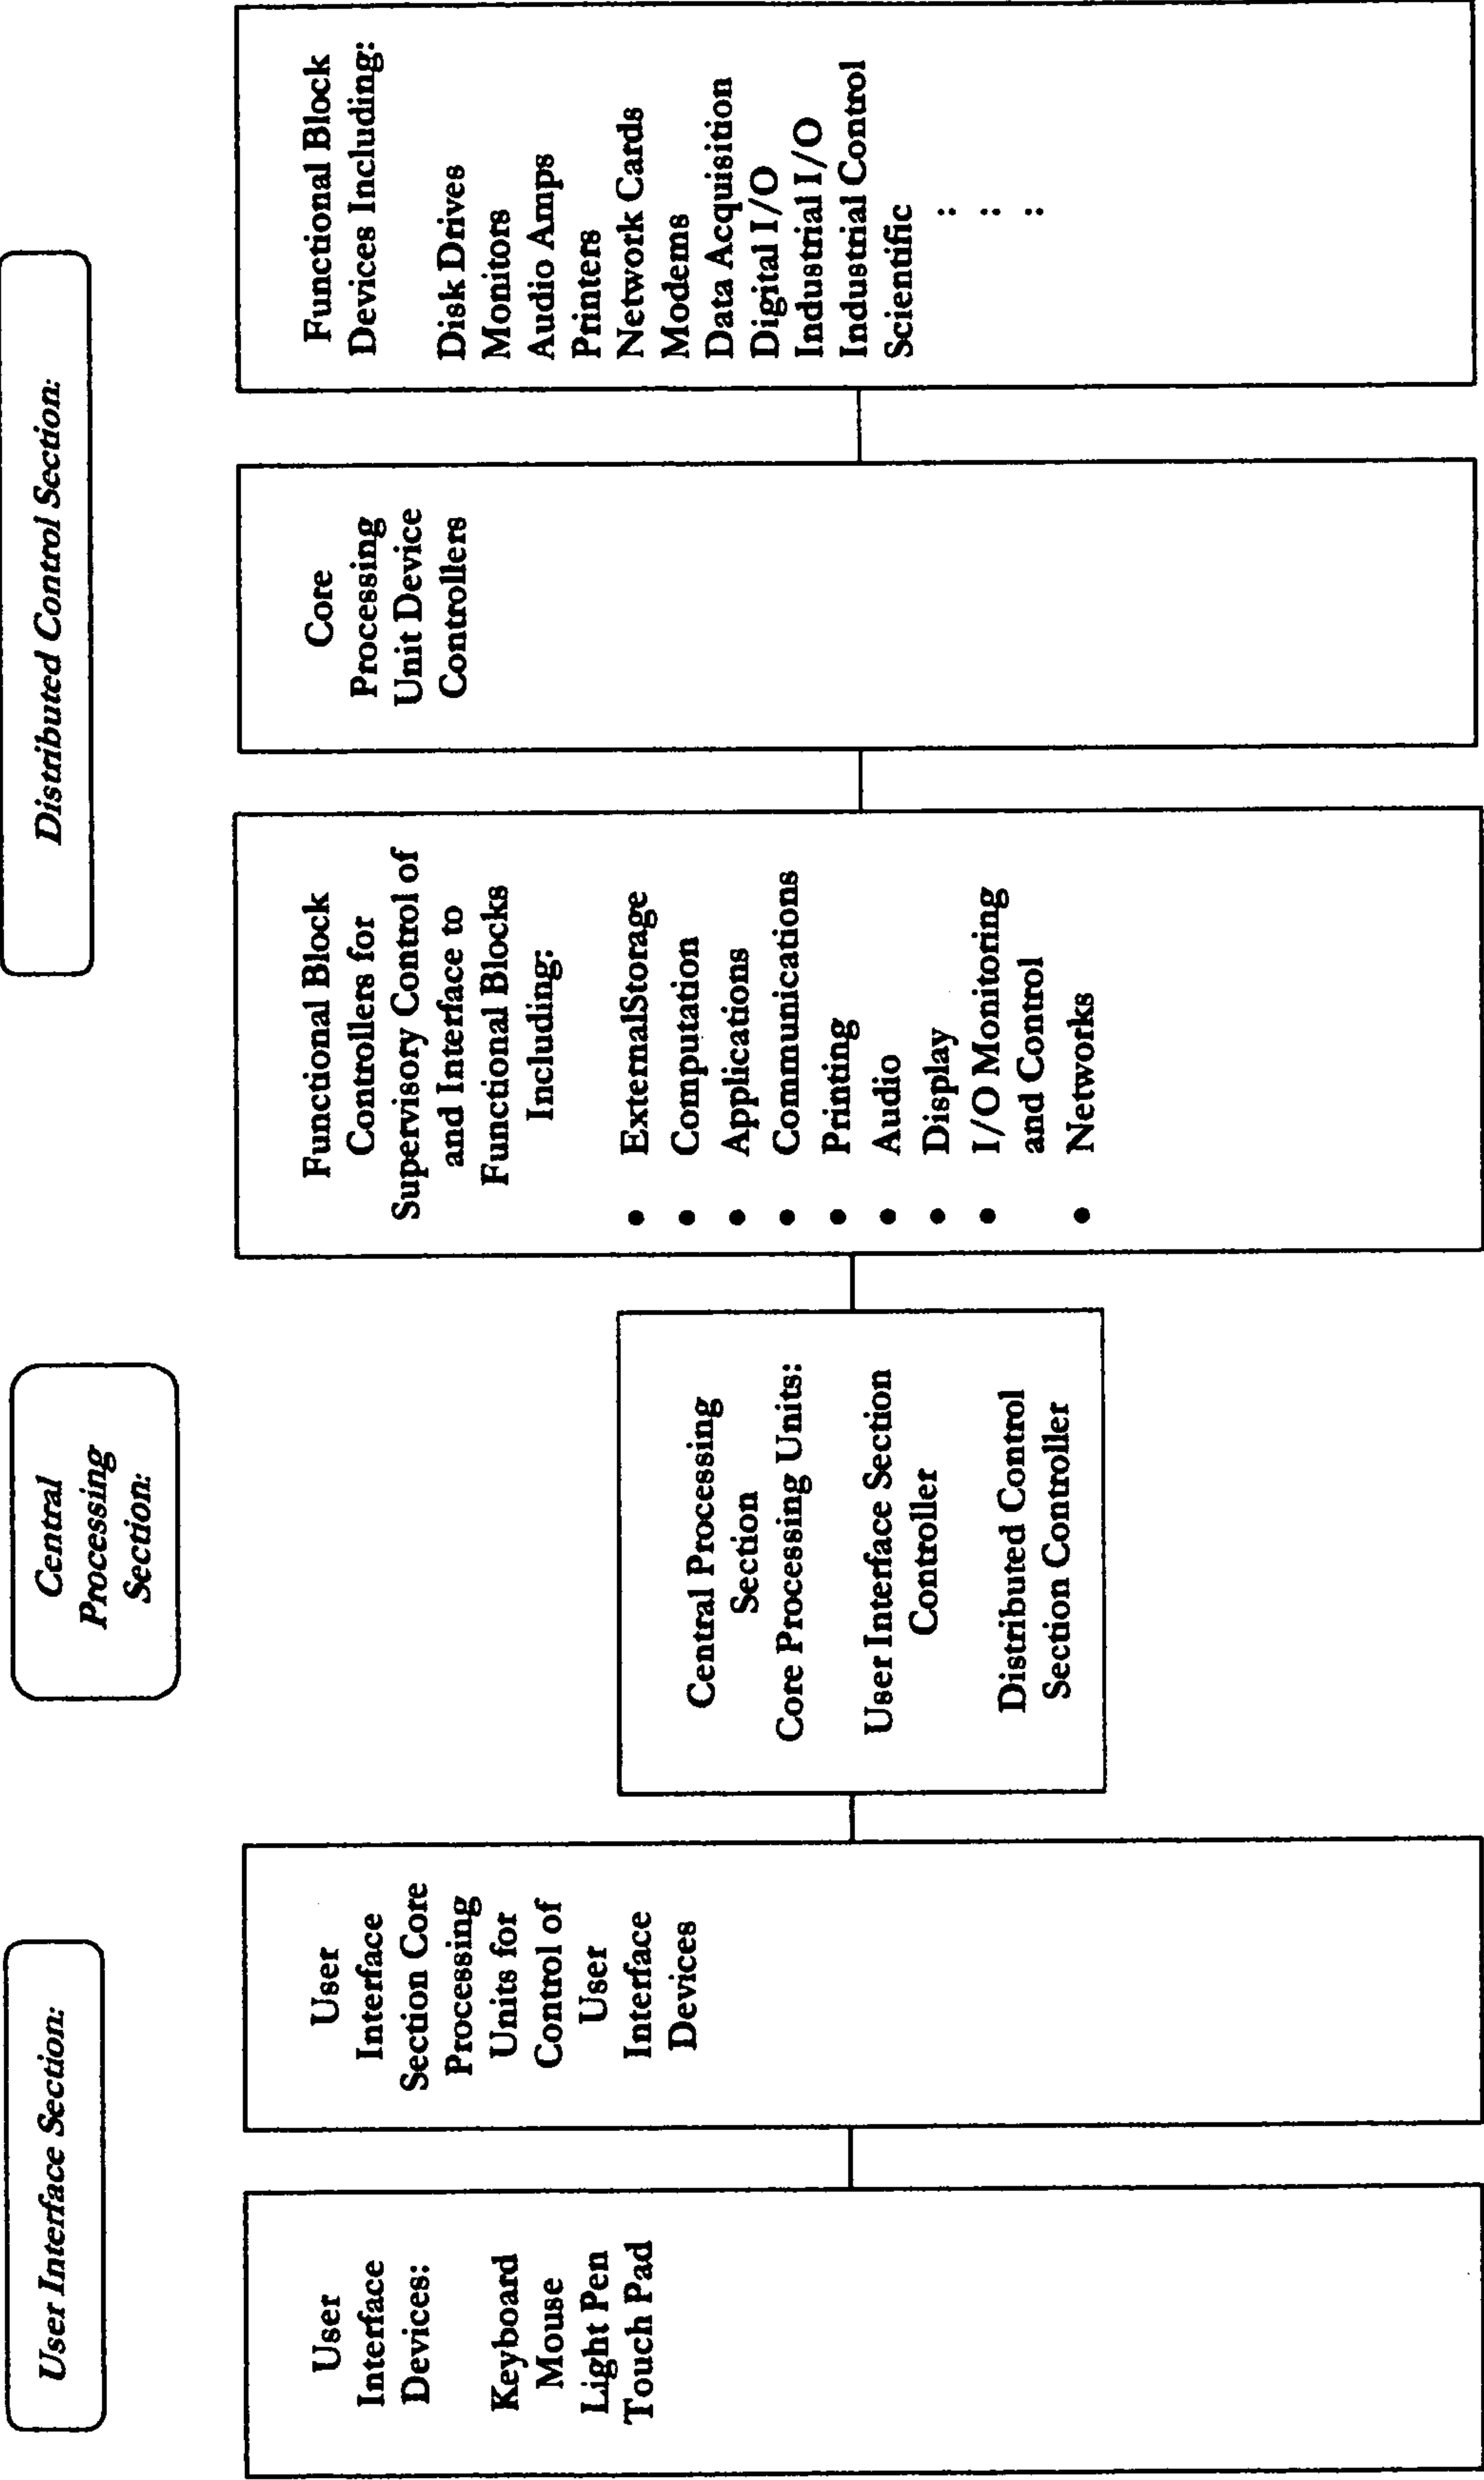 User Interface Section:
Central
Processing
Section:
Distributed Control Section:
User
Interface
Devices:
Keyboard
Mouse
Light Pen
Touch Pad
User
Interface
Section Core
Processing
Units for
Control of
User
Interface
Devices
Central Processing
Section
Core Processing Units:
User Interface Section
Controller
Distributed Control
Section Controller
Functional Block
Controllers for
Supervisory Control of
and Interface to
Functional Blocks
Including:
• ExternalStorage
• Computation
• Applications
• Communications
• Printing
• Audio
• Display
• I/O Monitoring
and Control
• Networks
Core
Processing
Unit Device
Controllers
Functional Block
Devices Including:
Disk Drives
Monitors
Audio Amps
Printers
Network Cards
Modems
Data Acquisition
Digital I/O
Industrial I/O
Industrial Control
Scientific
:
:
: